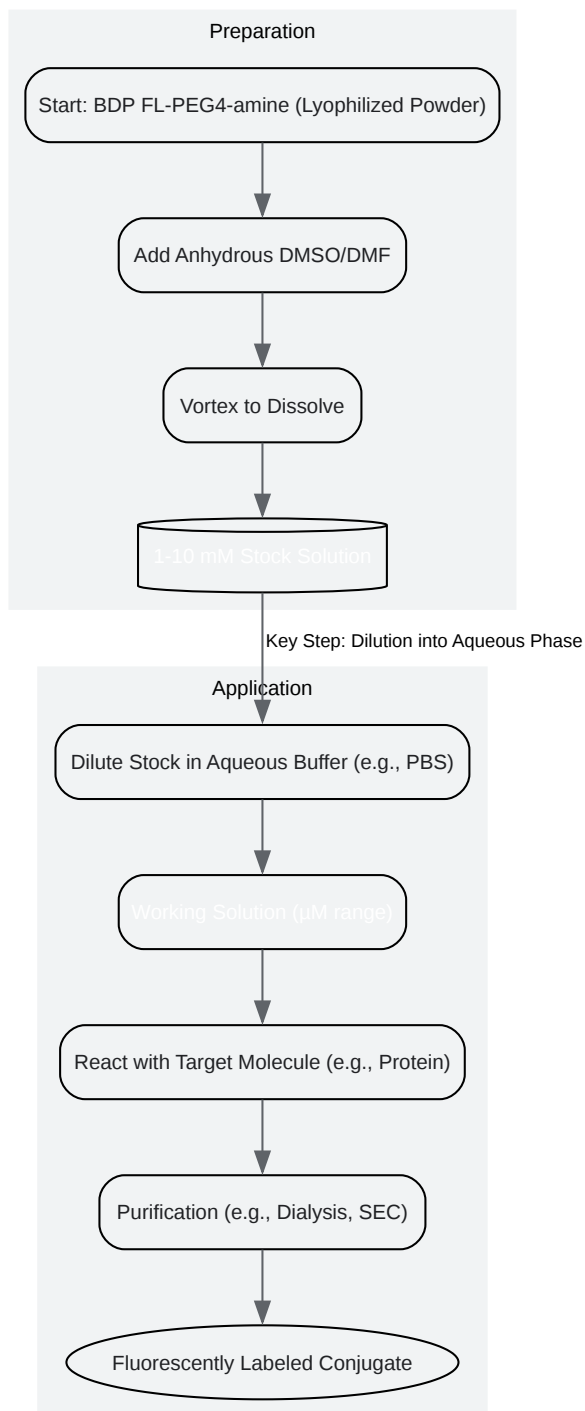 Preparation
Start: BDP FL-PEG4-amine (Lyophilized Powder)
Add Anhydrous DMSO/DMF
Vortex to Dissolve
1-10 mM Stock Solution
Key Step: Dilution into Aqueous Phase
Application
Dilute Stock in Aqueous Buffer (e.g., PBS)
Working Solution (µM range)
React with Target Molecule (e.g., Protein)
Purification (e.g., Dialysis, SEC)
Fluorescently Labeled Conjugate